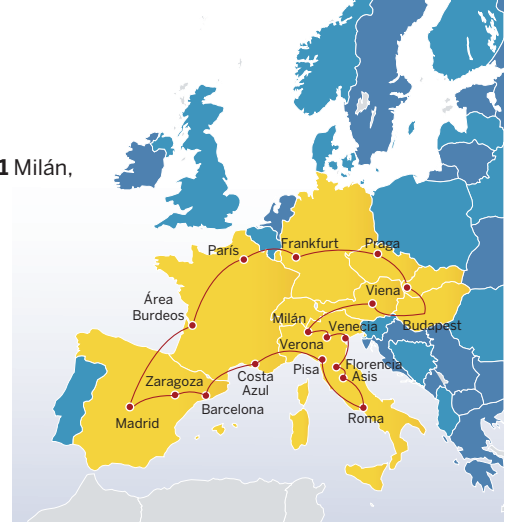 1 Milán,
París
Frankfurt
Praga
Viena
Área
Burdeos
Milán
Venecia
Budapest
Verona
Pisa
Florencia
Asis
Zaragoza
Costa
Azul
Barcelona
Madrid
Roma